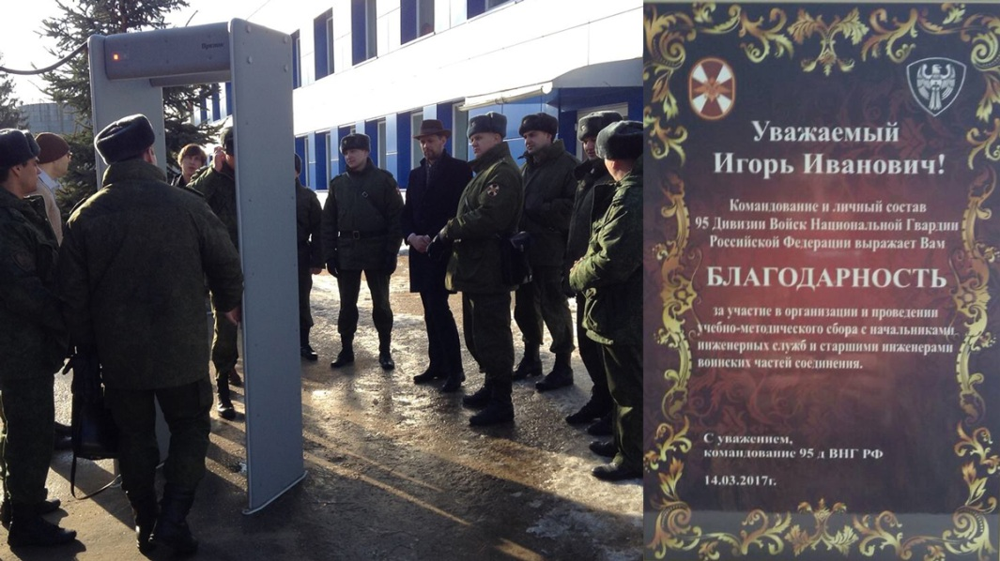 Уважаемый
Игорь Иванович!
Командование и личный состав
95 Дивизии Войск Национальной Гвардии
Российской Федерации выражает Вам
БЛАГОДАРНОСТЬ
за участие в организации и проведении
учебно-методического сбора с начальниками
инженерных служб и старшими инженерами
воинских частей соединения.
С уважением,
командование 95 д ВНГ РФ
14.03.2017г.